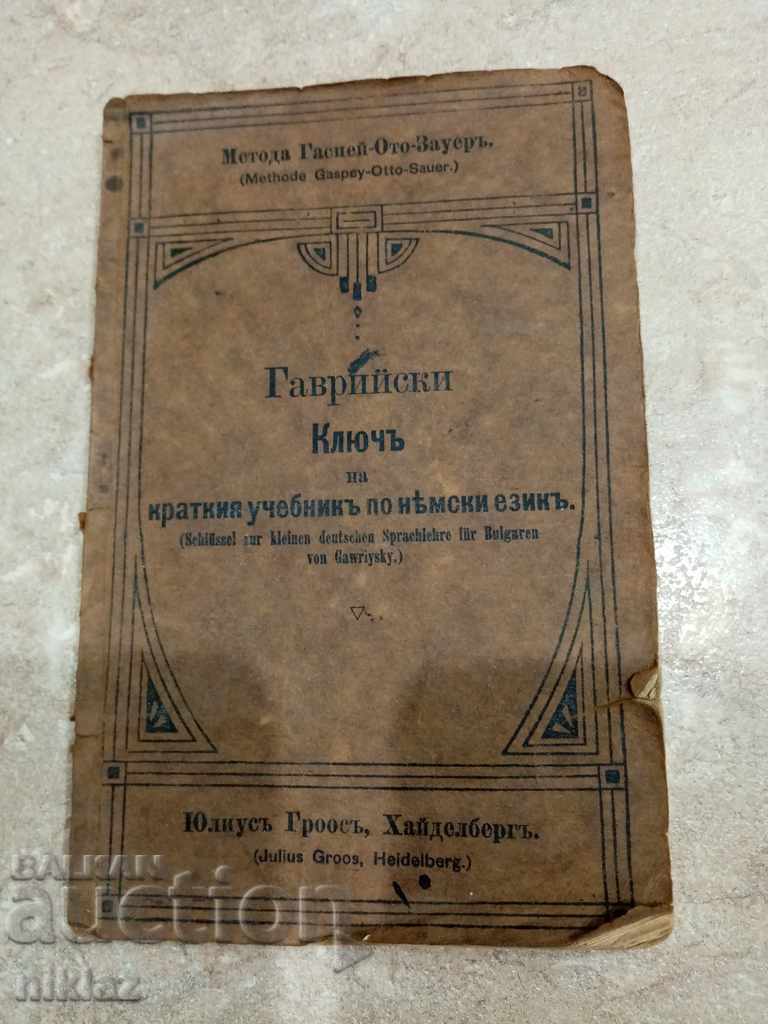 Метода Гаспей-Ото-Зауеръ.
(Methode Gaspey-Otto-Sauer.)
Гаврийски
Ключъ
на
краткия учебникъ по нѣмски езикъ.
(Schlüssel zur kleinen deutschen Sprachlehre für Bulgaren
von Gawriysky.)
Юлиусъ Гроосъ, Хайделбергъ.
(Julius Groos, Heidelberg.)
BALKAN
auction
niklaz